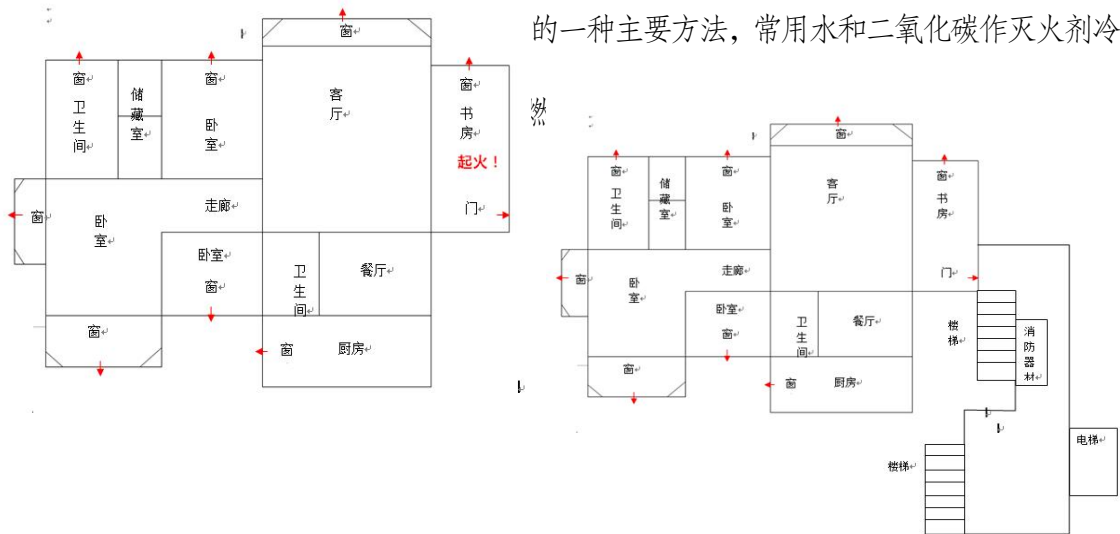 的一种主要方法，常用水和二氧化碳作灭火剂冷
燃
窗
窗
卫生间
储藏室
窗
卧室
客厅
窗
书房
起火！
窗
卧室
走廊
门
卧室
窗
卫生间
餐厅
窗
窗
厨房
窗
窗
卫生间
储藏室
窗
卧室
客厅
窗
书房
窗
卧室
走廊
门
卧室
窗
卫生间
餐厅
楼梯
消防器材
窗
窗
厨房
电梯
楼梯